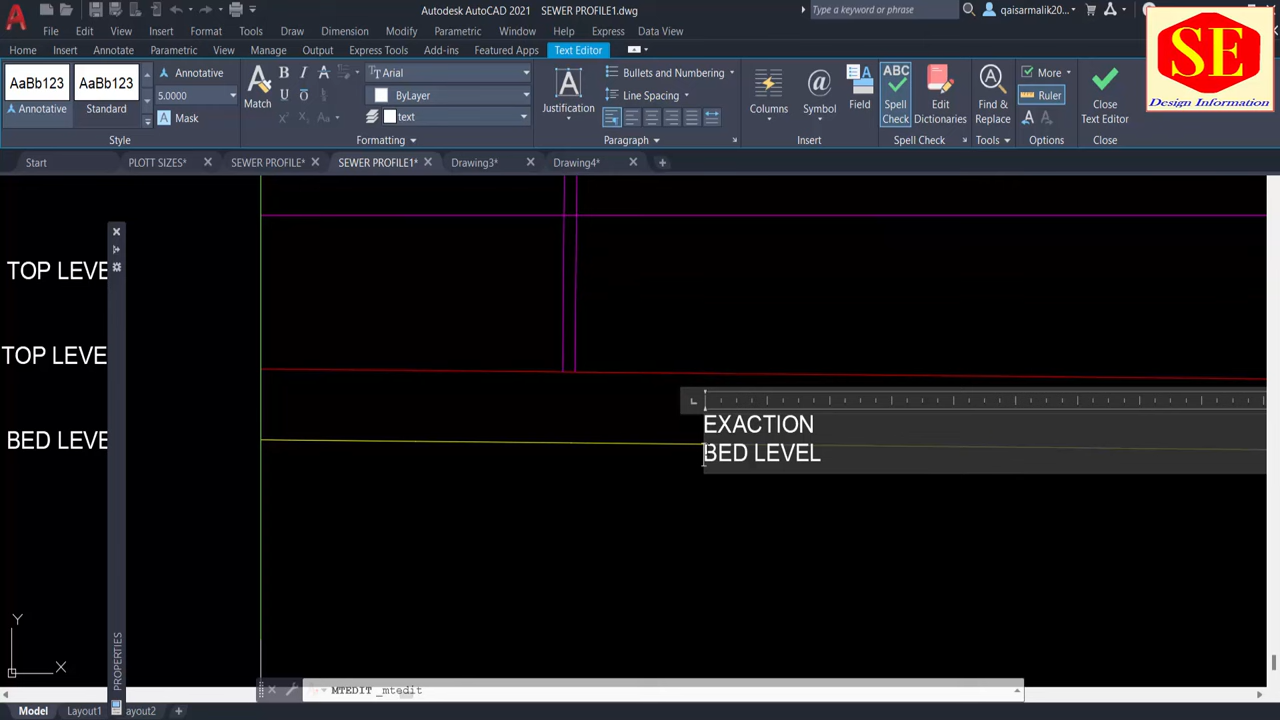 Autodesk AutoCAD 2021 SEWER PROFILE1.dwg
Type a keyword or phrase
qaisarmalik20...
File Edit View Insert Format Tools Draw Dimension Modify Parametric Window Help Express Data View
Home Insert Annotate Parametric View Manage Output Express Tools Collaborate Add-ins Featured Apps Text Editor
AaBb123 AaBb123
Annotative Standard
Annotative
5.0000
Mask
Style
Match
B I A
U O
Arial
ByLayer
text
Formatting
Justification
Bullets and Numbering
Line Spacing
Paragraph
Columns
Symbol
Field
Insert
ABC
Spell
Check
Edit
Dictionaries
Spell Check
Find &
Replace
Tools
More
Ruler
Options
Close
Text Editor
Close
SE
Design Information
Start PLOTT SIZES* SEWER PROFILE* SEWER PROFILE1* Drawing3* Drawing4*
TOP LEVE
TOP LEVE
BED LEVE
EXACTION
BED LEVEL
PROPERTIES
Y
X
MTEDIT _mtedit
Model Layout1 ayout2